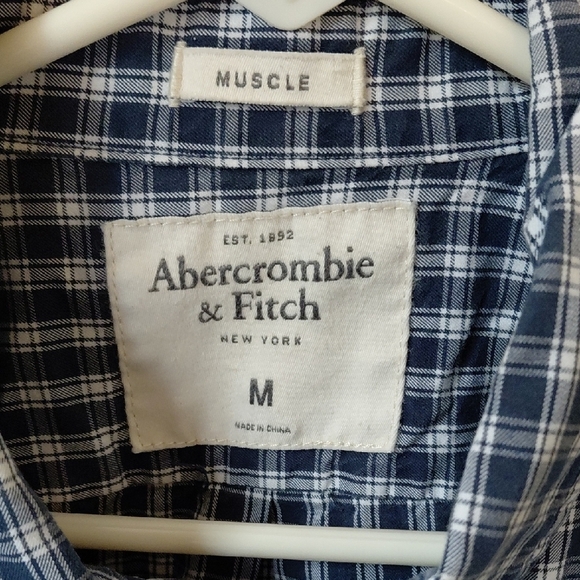 MUSCLE
EST. 1892
Abercrombie
& Fitch
NEW YORK
M
MADE IN CHINA